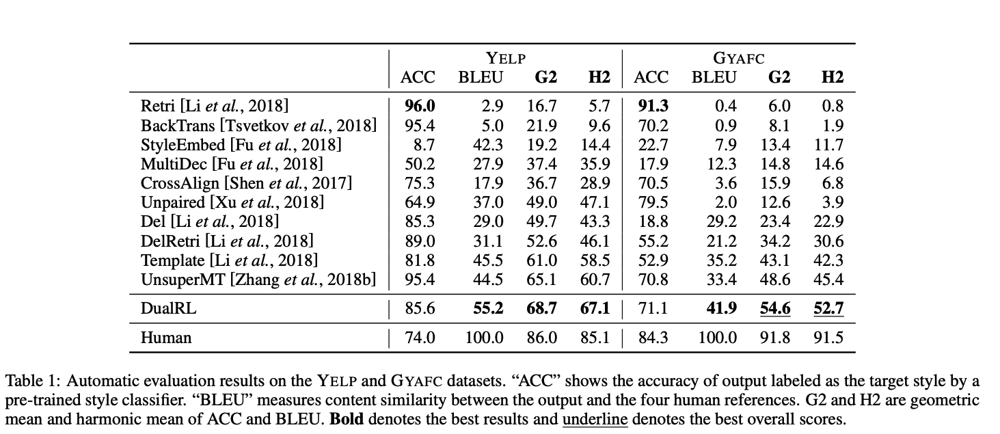 YELP GYAFC
ACC BLEU G2 H2 ACC BLEU G2 H2
Retri [Li et al., 2018] 96.0 2.9 16.7 5.7 91.3 0.4 6.0 0.8
BackTrans [Tsvetkov et al., 2018] 95.4 5.0 21.9 9.6 70.2 0.9 8.1 1.9
StyleEmbed [Fu et al., 2018] 8.7 42.3 19.2 14.4 22.7 7.9 13.4 11.7
MultiDec [Fu et al., 2018] 50.2 27.9 37.4 35.9 17.9 12.3 14.8 14.6
CrossAlign [Shen et al., 2017] 75.3 17.9 36.7 28.9 70.5 3.6 15.9 6.8
Unpaired [Xu et al., 2018] 64.9 37.0 49.0 47.1 79.5 2.0 12.6 3.9
Del [Li et al., 2018] 85.3 29.0 49.7 43.3 18.8 29.2 23.4 22.9
DelRetri [Li et al., 2018] 89.0 31.1 52.6 46.1 55.2 21.2 34.2 30.6
Template [Li et al., 2018] 81.8 45.5 61.0 58.5 52.9 35.2 43.1 42.3
UnsuperMT [Zhang et al., 2018b] 95.4 44.5 65.1 60.7 70.8 33.4 48.6 45.4
DualRL 85.6 55.2 68.7 67.1 71.1 41.9 54.6 52.7
Human 74.0 100.0 86.0 85.1 84.3 100.0 91.8 91.5
Table 1: Automatic evaluation results on the YELP and GYAFC datasets. “ACC” shows the accuracy of output labeled as the target style by a
pre-trained style classifier. “BLEU” measures content similarity between the output and the four human references. G2 and H2 are geometric
mean and harmonic mean of ACC and BLEU. Bold denotes the best results and underline denotes the best overall scores.